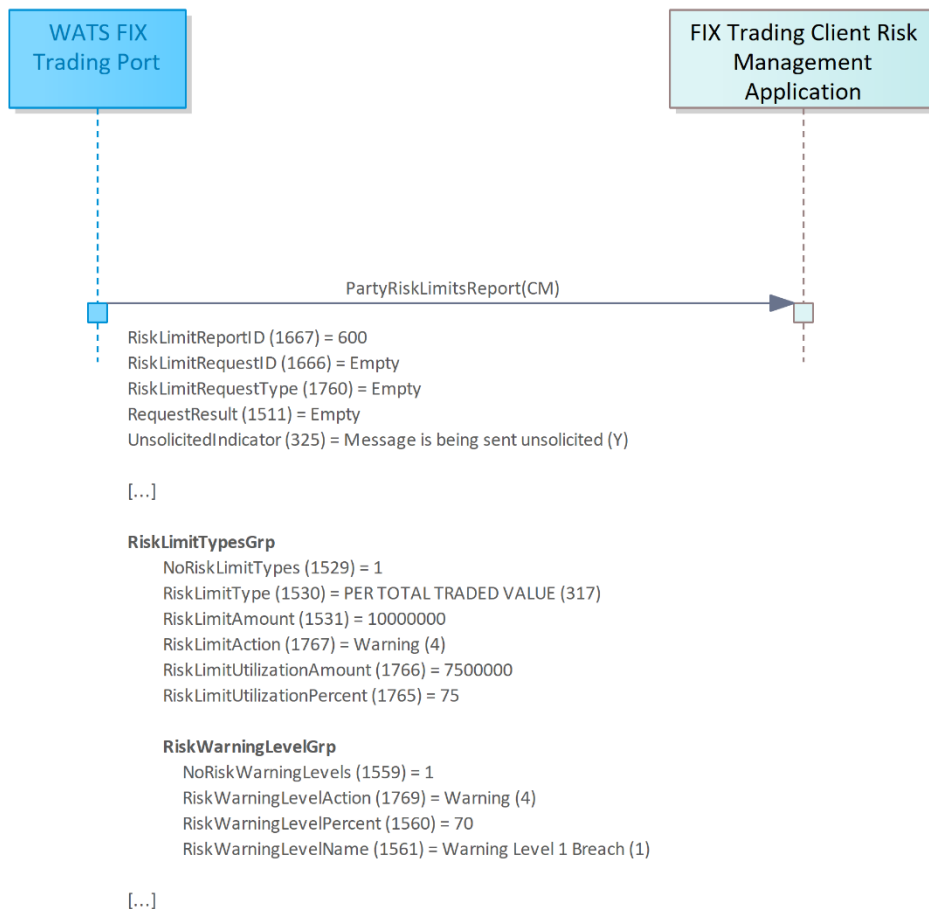 WATS FIX
Trading Port
FIX Trading Client Risk
Management
Application
PartyRiskLimitsReport(CM)
RiskLimitReportID (1667) = 600
RiskLimitRequestID (1666) = Empty
RiskLimitRequestType (1760) = Empty
RequestResult (1511) = Empty
UnsolicitedIndicator (325) = Message is being sent unsolicited (Y)
[...]
RiskLimitTypesGrp
NoRiskLimitTypes (1529) = 1
RiskLimitType (1530) = PER TOTAL TRADED VALUE (317)
RiskLimitAmount (1531) = 10000000
RiskLimitAction (1767) = Warning (4)
RiskLimitUtilizationAmount (1766) = 7500000
RiskLimitUtilizationPercent (1765) = 75
RiskWarningLevelGrp
NoRiskWarningLevels (1559) = 1
RiskWarningLevelAction (1769) = Warning (4)
RiskWarningLevelPercent (1560) = 70
RiskWarningLevelName (1561) = Warning Level 1 Breach (1)
[...]